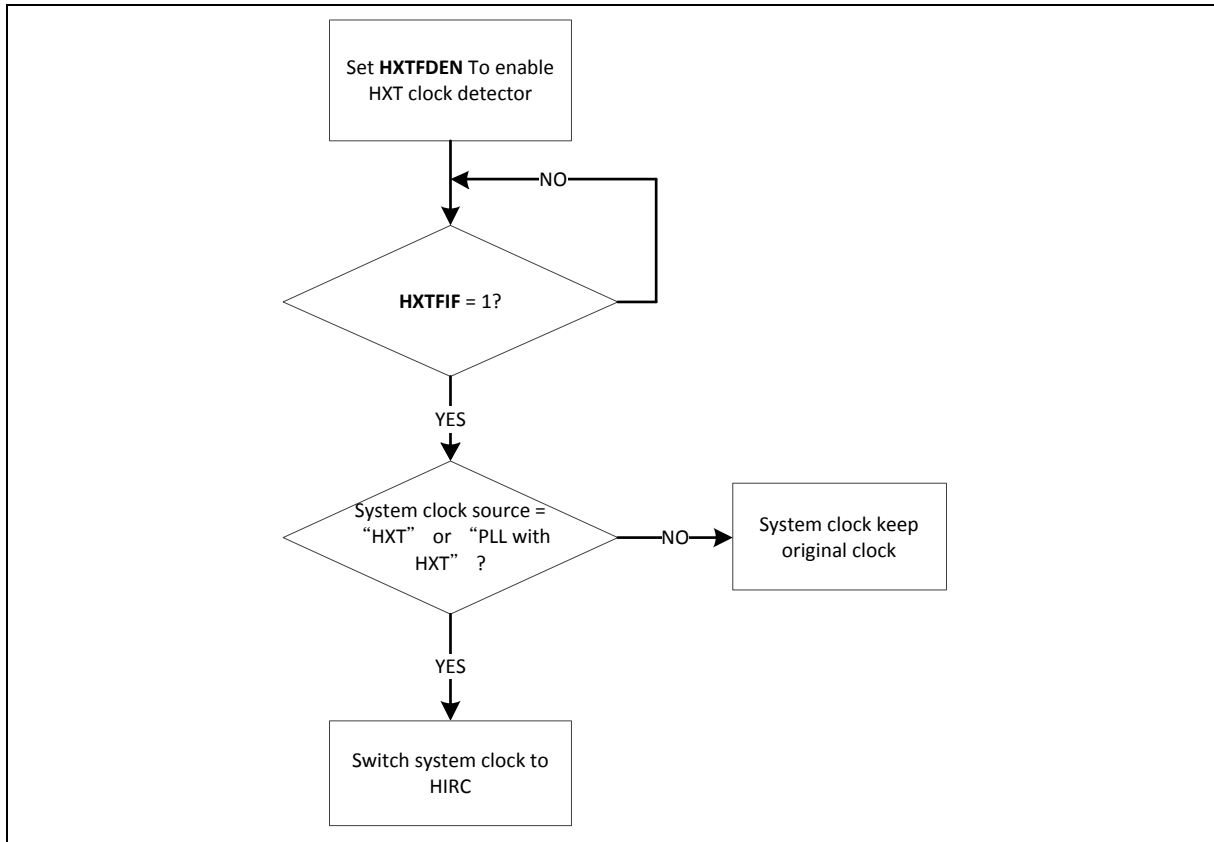 Set HXTFDEN To enable
HXT clock detector
NO
HXTFIF = 1?
YES
System clock source =
“HXT” or “PLL with
HXT” ?
NO
System clock keep
original clock
YES
Switch system clock to
HIRC